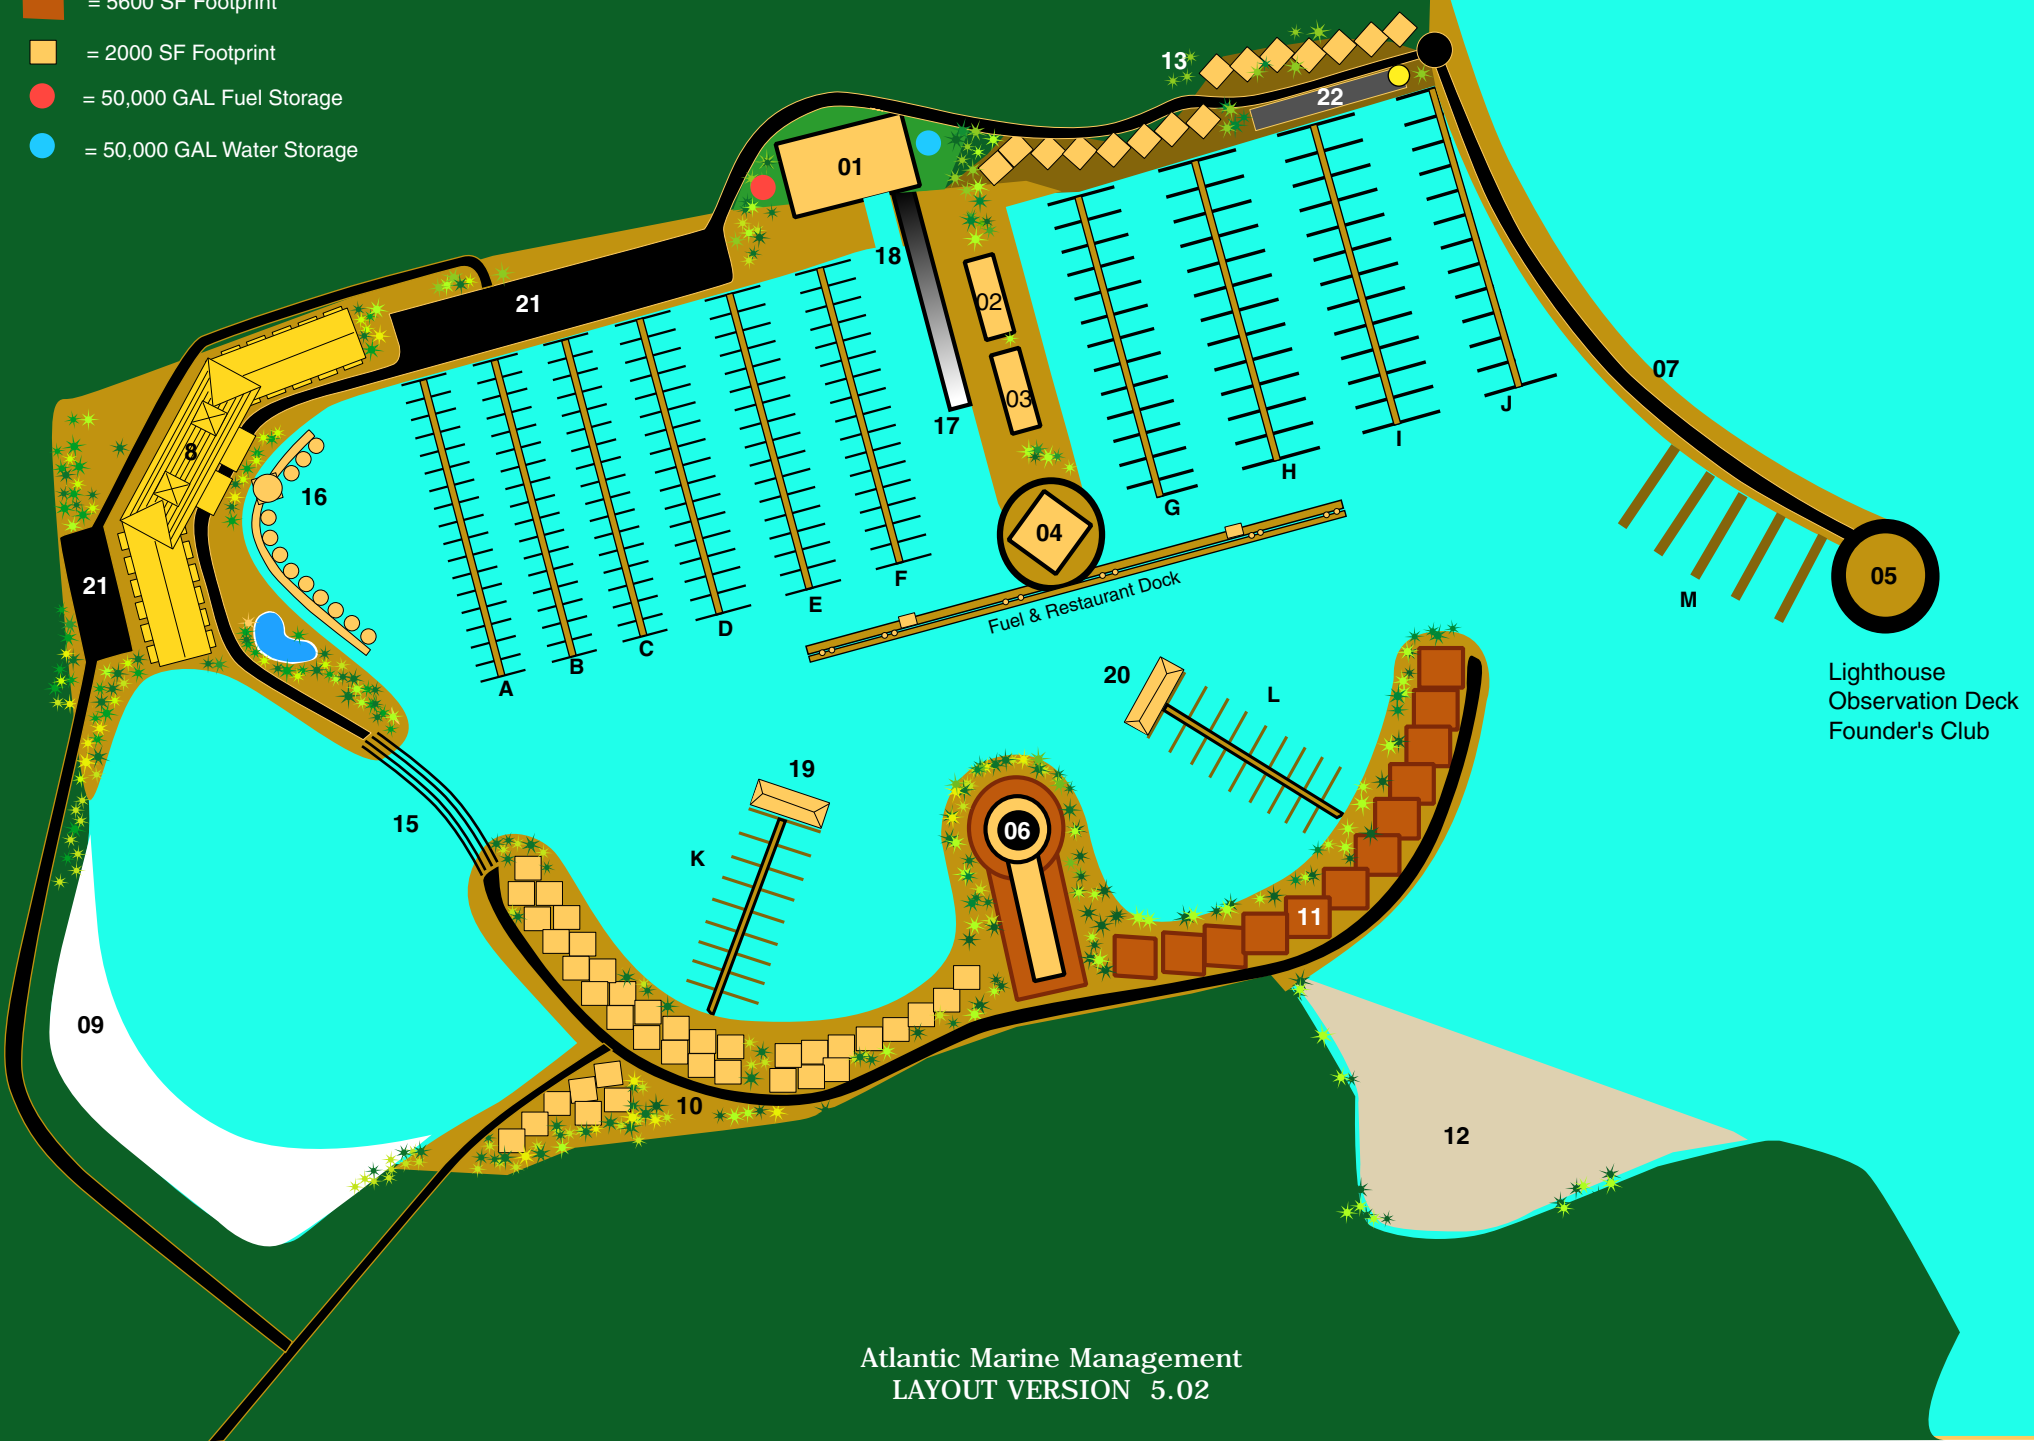 = 5600 SF Footprint
= 2000 SF Footprint
= 50,000 GAL Fuel Storage
= 50,000 GAL Water Storage
13
22
01
18
21
02
03
17
07
8
16
04
05
21
A
B
C
D
E
F
G
H
I
J
M
Fuel & Restaurant Dock
Lighthouse
Observation Deck
Founder's Club
20
L
19
K
15
06
11
09
10
12
Atlantic Marine Management
LAYOUT VERSION 5.02